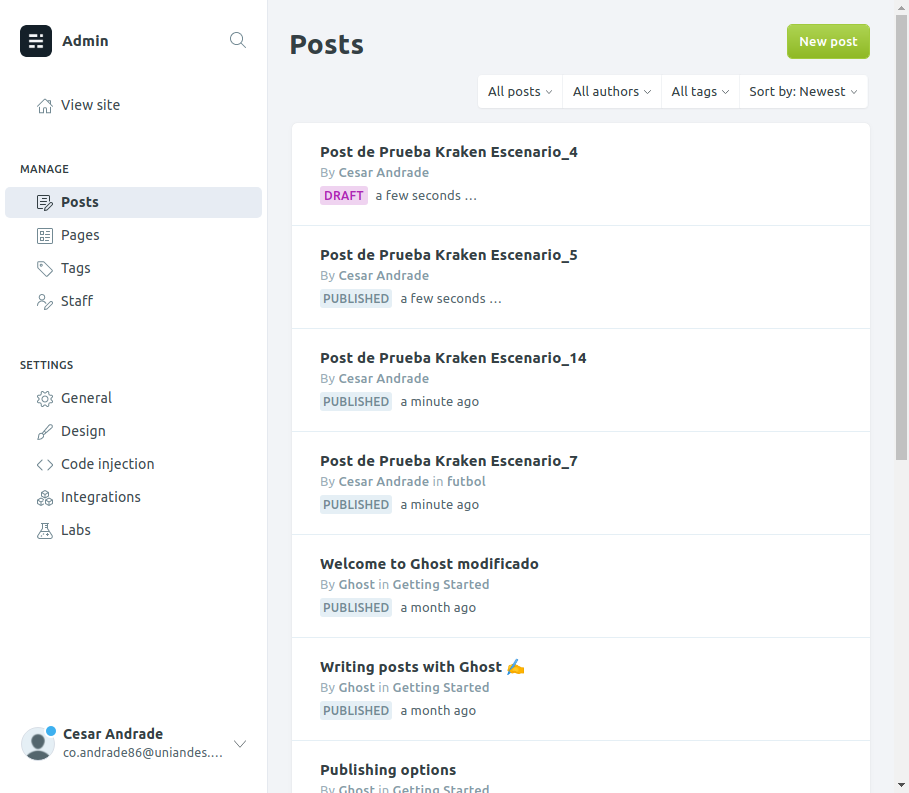 Admin
View site
MANAGE
Posts
Pages
Tags
Staff
SETTINGS
General
Design
Code injection
Integrations
Labs
Cesar Andrade
co.andrade86@uniandes....
Posts
New post
All posts
All authors
All tags
Sort by: Newest
Post de Prueba Kraken Escenario_4
By Cesar Andrade
DRAFT a few seconds ...
Post de Prueba Kraken Escenario_5
By Cesar Andrade
PUBLISHED a few seconds ...
Post de Prueba Kraken Escenario_14
By Cesar Andrade
PUBLISHED a minute ago
Post de Prueba Kraken Escenario_7
By Cesar Andrade in futbol
PUBLISHED a minute ago
Welcome to Ghost modificado
By Ghost in Getting Started
PUBLISHED a month ago
Writing posts with Ghost ✍️
By Ghost in Getting Started
PUBLISHED a month ago
Publishing options
By Ghost in Getting Started